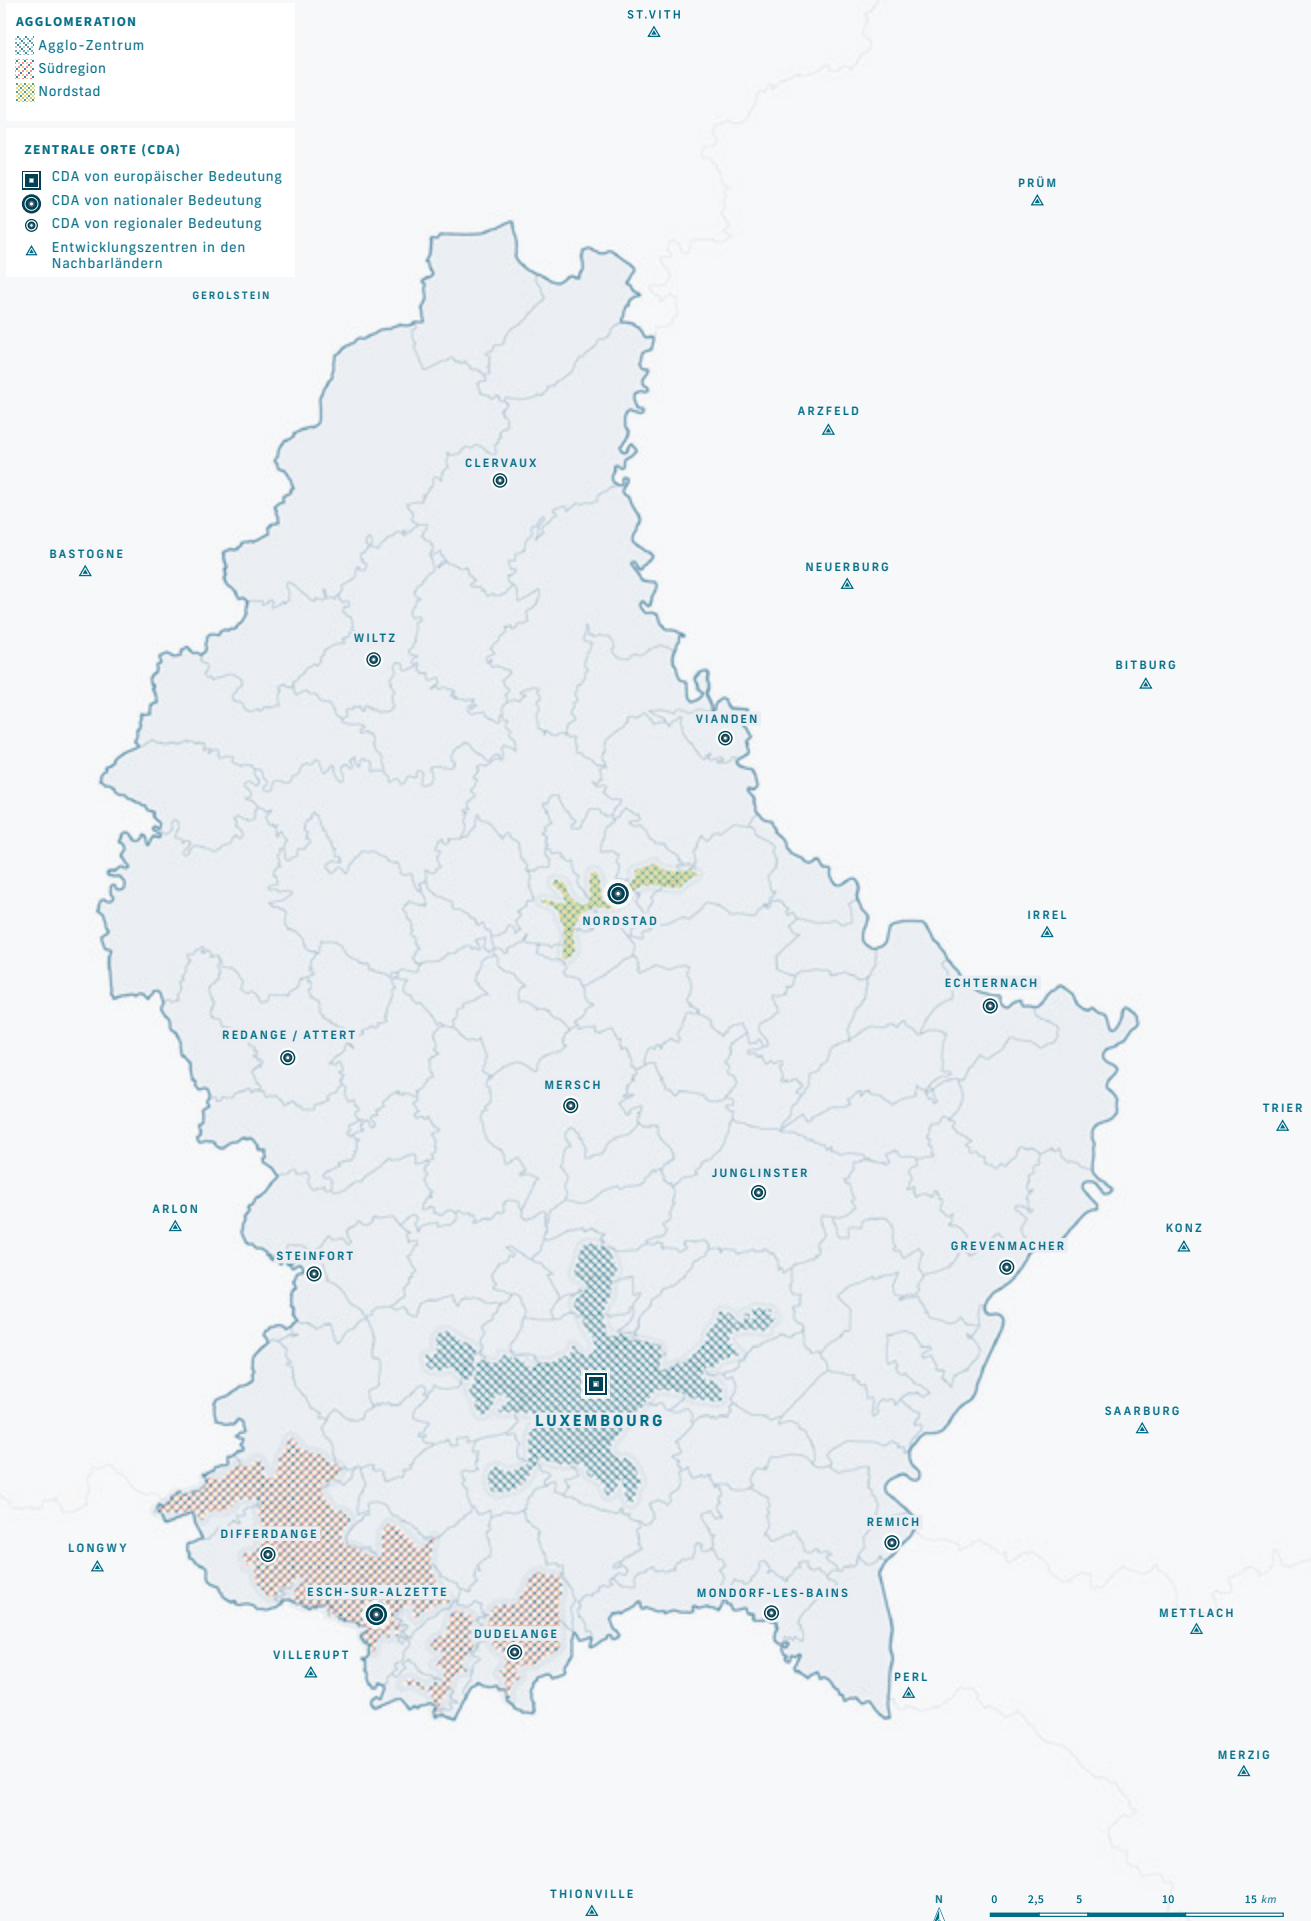 AGGLOMERATION
Agglo-Zentrum
Südregion
Nordstad
ZENTRALE ORTE (CDA)
CDA von europäischer Bedeutung
CDA von nationaler Bedeutung
CDA von regionaler Bedeutung
Entwicklungszentren in den
Nachbarländern
ST.VITH
PRÜM
GEROLSTEIN
ARZFELD
CLERVAUX
BASTOGNE
NEUERBURG
WILTZ
BITBURG
VIANDEN
NORDSTAD
IRREL
ECHTERNACH
REDANGE / ATTERT
MERSCH
TRIER
JUNGLINSTER
ARLON
KONZ
GREVENMACHER
STEINFORT
SAARBURG
LUXEMBOURG
REMICH
DIFFERDANGE
LONGWY
ESCH-SUR-ALZETTE
MONDORF-LES-BAINS
METTLACH
DUDELANGE
VILLERUPT
PERL
MERZIG
THIONVILLE
N
0 2,5 5 10 15 km